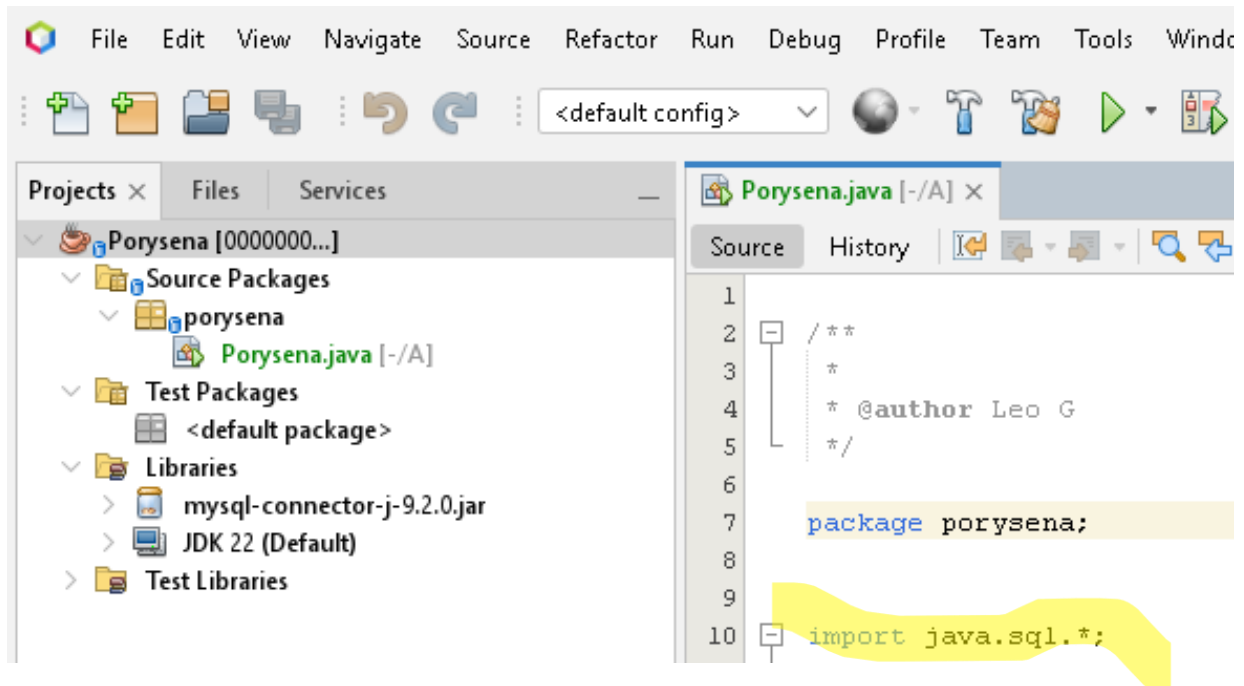 File Edit View Navigate Source Refactor Run Debug Profile Team Tools Windo
<default config>
Projects Files Services
Porysena [0000000...]
Source Packages
porysena
Porysena.java [-/A]
Test Packages
<default package>
Libraries
mysql-connector-j-9.2.0.jar
JDK 22 (Default)
Test Libraries
Porysena.java [-/A]
Source History
1
2 /**
3 *
4 * @author Leo G
5 */
6
7 package porysena;
8
9
10 import java.sql.*;